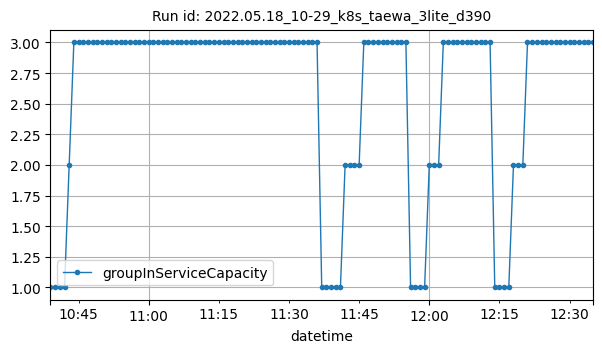 Run id: 2022.05.18_10-29_k8s_taewa_3lite_d390
3.00
2.75
2.50
2.25
2.00
1.75
1.50
1.25
1.00
groupInServiceCapacity
10:45 11:00 11:15 11:30 11:45 12:00 12:15 12:30
datetime